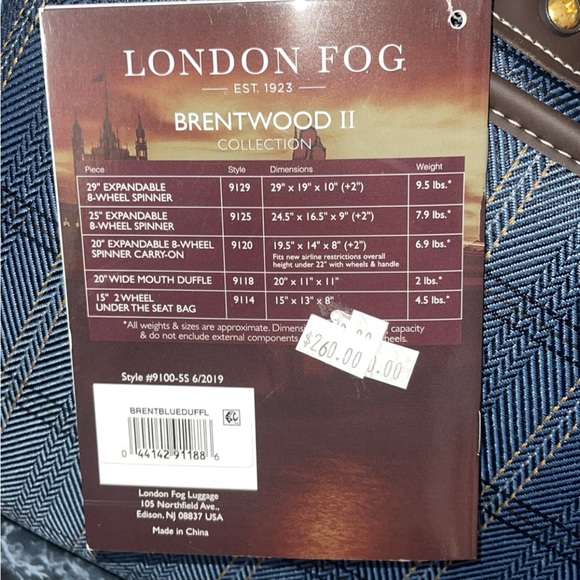 LONDON FOG
EST. 1923
BRENTWOOD II
COLLECTION
Piece Style Dimensions Weight
29" EXPANDABLE 8-WHEEL SPINNER 9129 29" x 19" x 10" (+2") 9.5 lbs.*
25" EXPANDABLE 8-WHEEL SPINNER 9125 24.5" x 16.5" x 9" (+2") 7.9 lbs.*
20" EXPANDABLE 8-WHEEL SPINNER CARRY-ON 9120 19.5" x 14" x 8" (+2") 6.9 lbs.*
Fits new airline restrictions overall
height under 22" with wheels & handle
20" WIDE MOUTH DUFFLE 9118 20" x 11" x 11" 2 lbs.*
15" 2 WHEEL UNDER THE SEAT BAG 9114 15" x 13" x 8" 4.5 lbs.*
*All weights & sizes are approximate. capacity
& do not include external components
$260.00
0.00
Style #9100-5S 6/2019
BRENTBLUEDUFFL
0 44142 91188 6
London Fog Luggage
105 Northfield Ave.,
Edison, NJ 08837 USA
Made in China